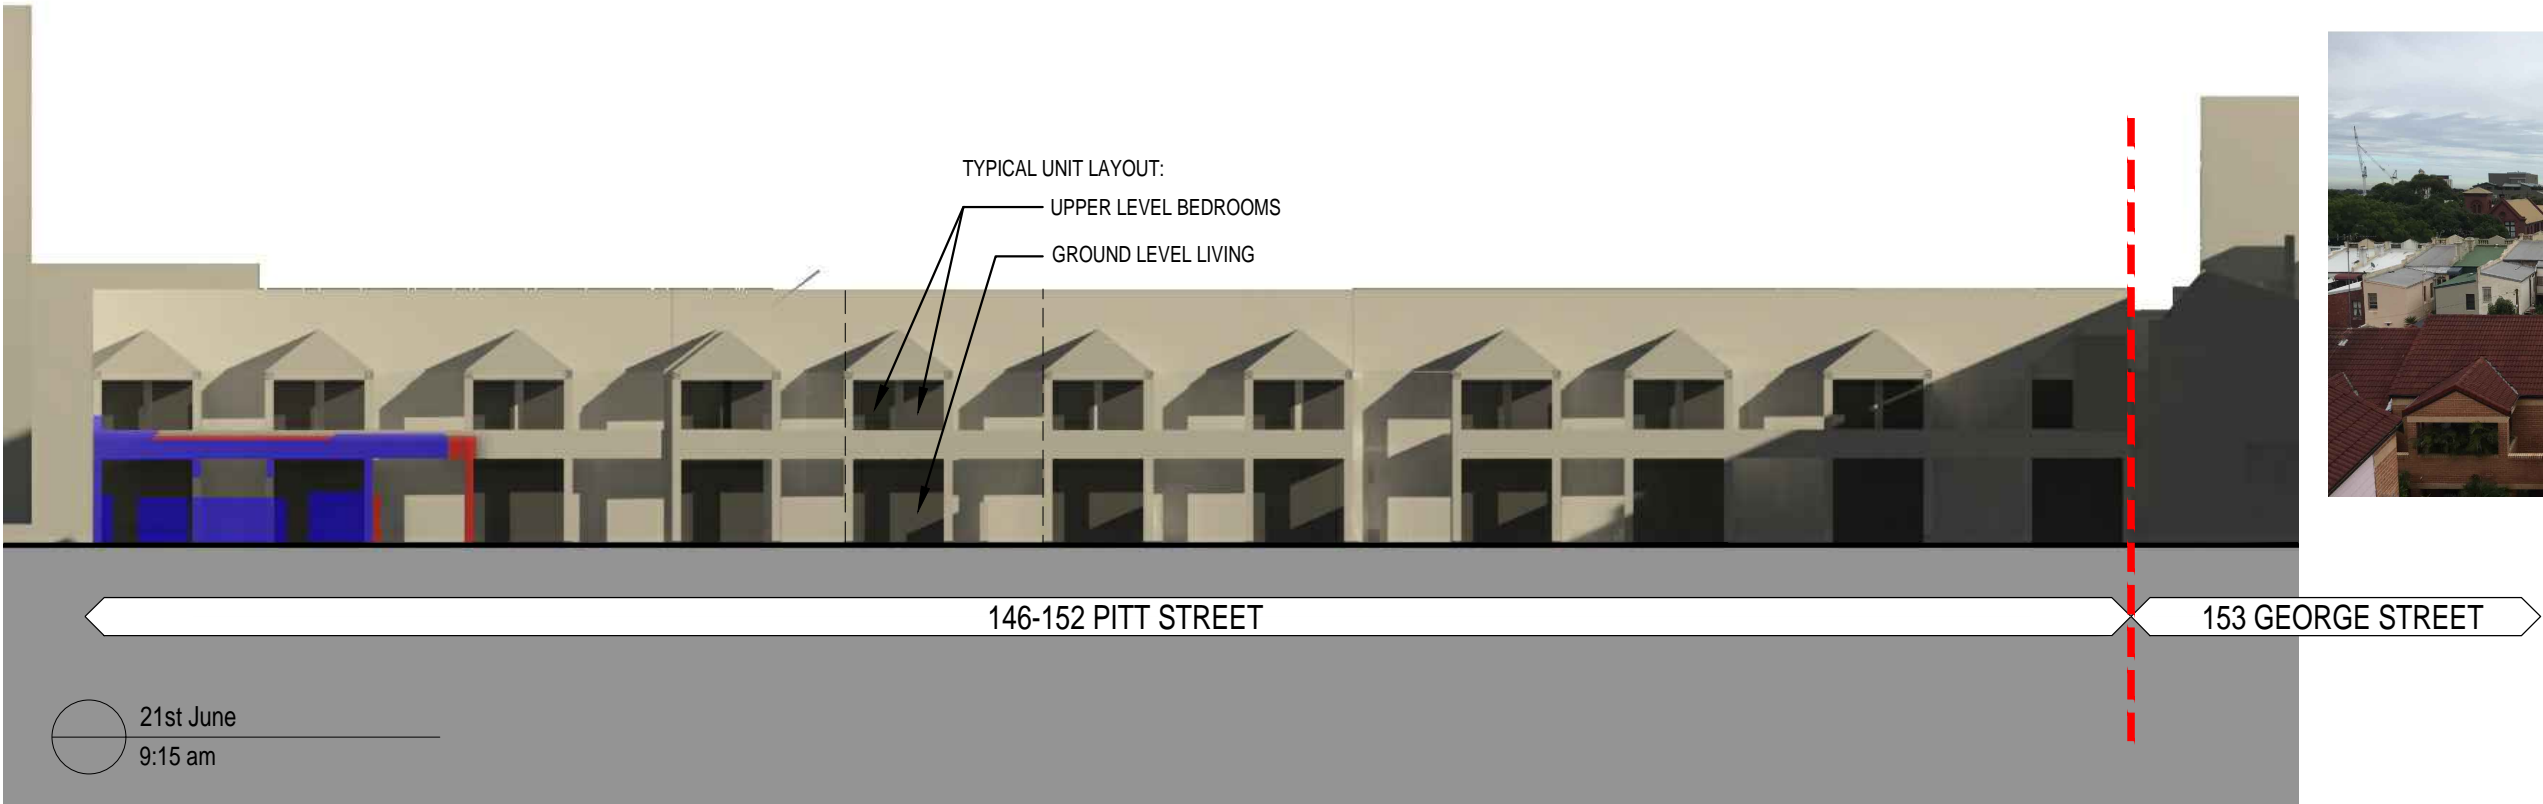 TYPICAL UNIT LAYOUT:
UPPER LEVEL BEDROOMS
GROUND LEVEL LIVING
146-152 PITT STREET
153 GEORGE STREET
21st June
9:15 am